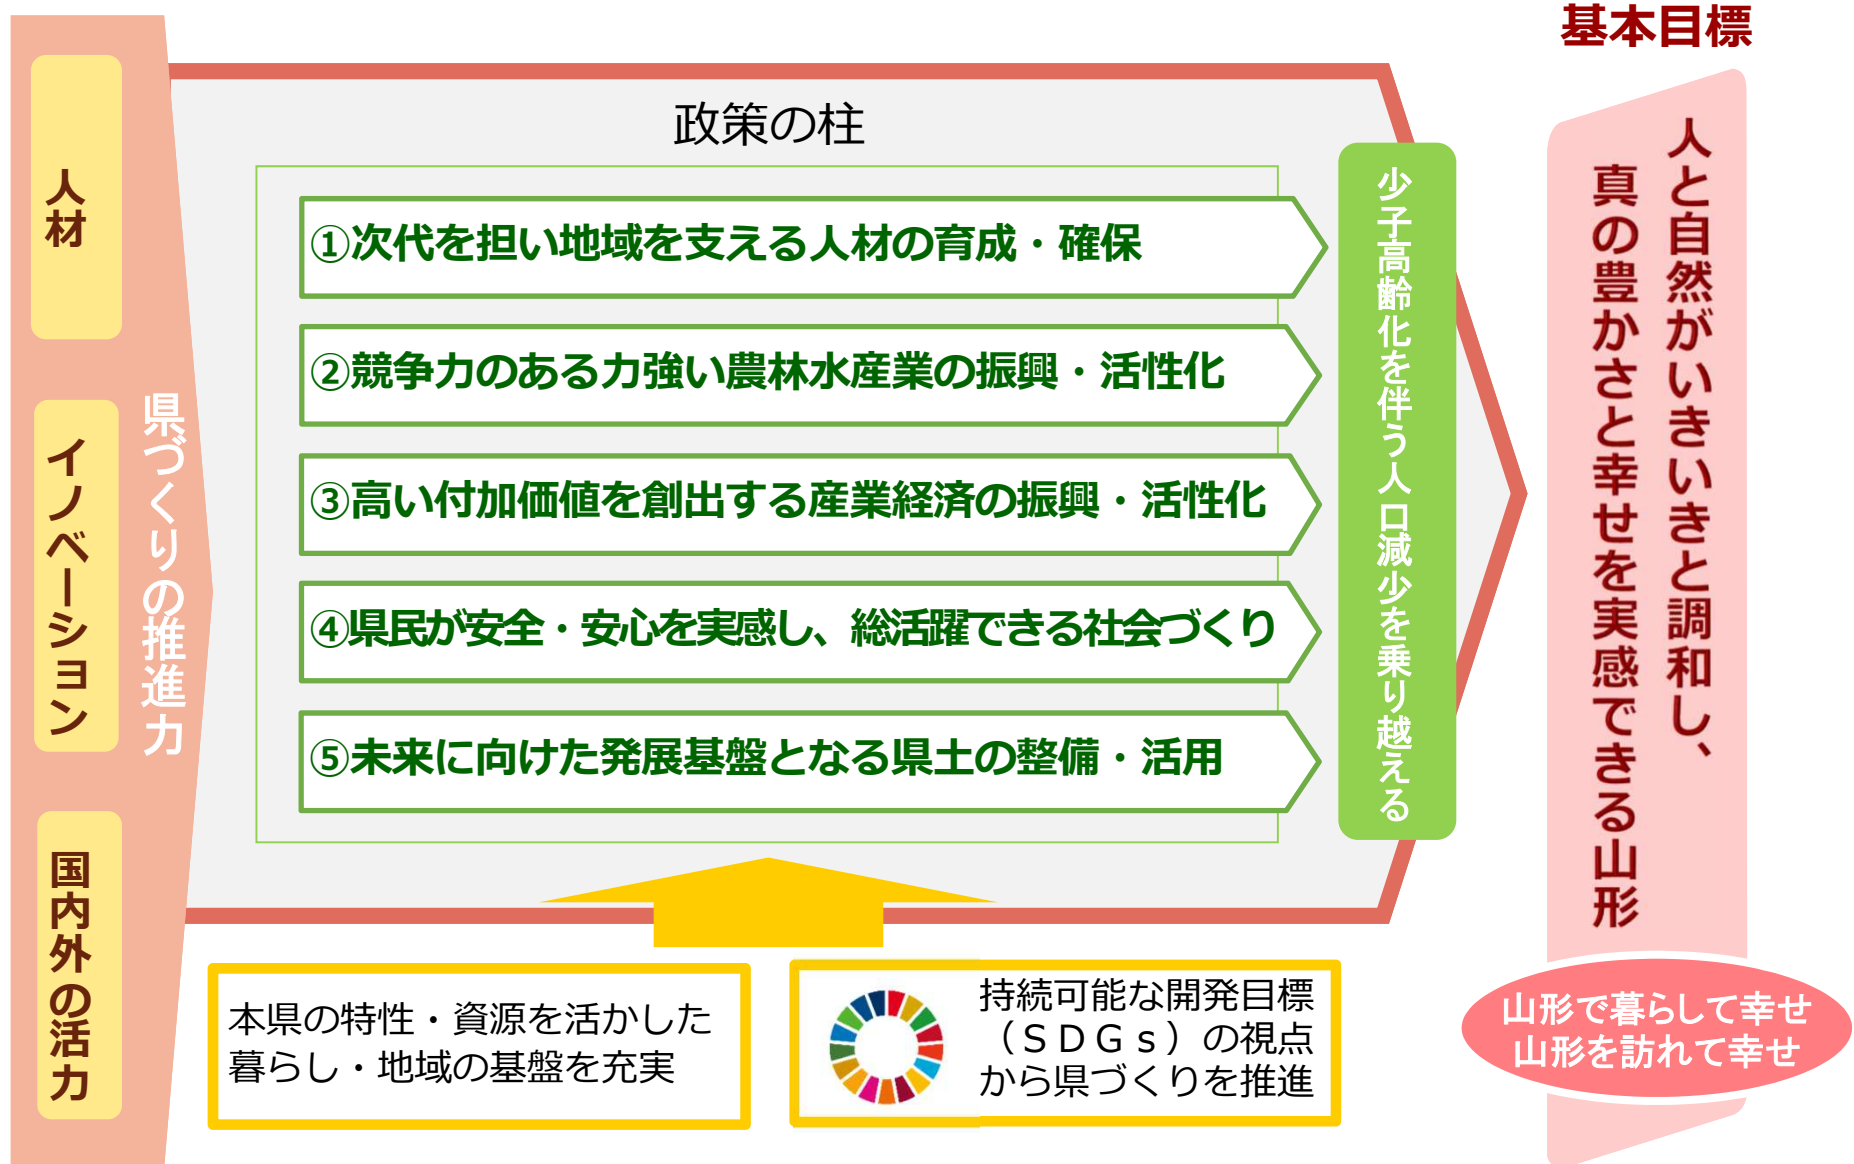 基本目標
人材
イノベーション
国内外の活力
県づくりの推進力
政策の柱
①次代を担い地域を支える人材の育成・確保
②競争力のある力強い農林水産業の振興・活性化
③高い付加価値を創出する産業経済の振興・活性化
④県民が安全・安心を実感し、総活躍できる社会づくり
⑤未来に向けた発展基盤となる県土の整備・活用
少子高齢化を伴う人口減少を乗り越える
人と自然がいきいきと調和し、
真の豊かさと幸せを実感できる山形
山形で暮らして幸せ
山形を訪れて幸せ
本県の特性・資源を活かした
暮らし・地域の基盤を充実
持続可能な開発目標
（ＳＤＧｓ）の視点
から県づくりを推進